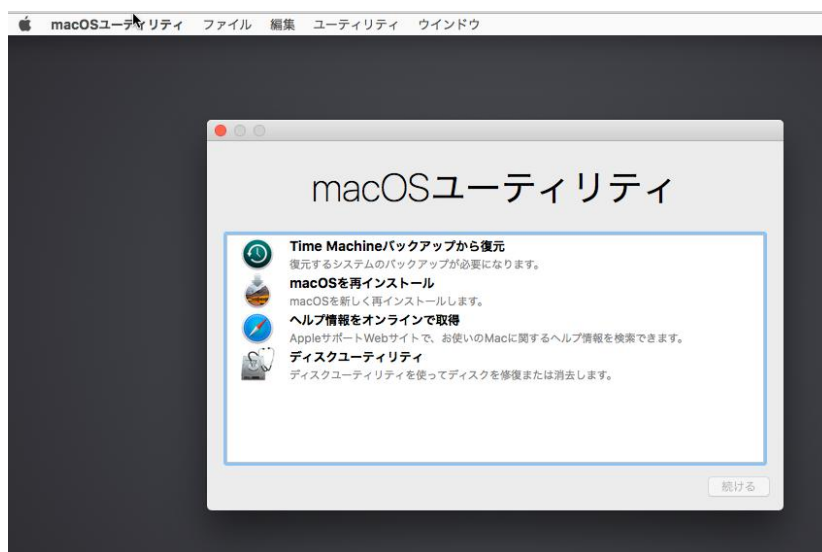 macOSユーティリティ ファイル 編集 ユーティリティ ウインドウ
macOSユーティリティ
Time Machineバックアップから復元
復元するシステムのバックアップが必要になります。
macOSを再インストール
macOSを新しく再インストールします。
ヘルプ情報をオンラインで取得
AppleサポートWebサイトで、お使いのMacに関するヘルプ情報を検索できます。
ディスクユーティリティ
ディスクユーティリティを使ってディスクを修復または消去します。
続ける